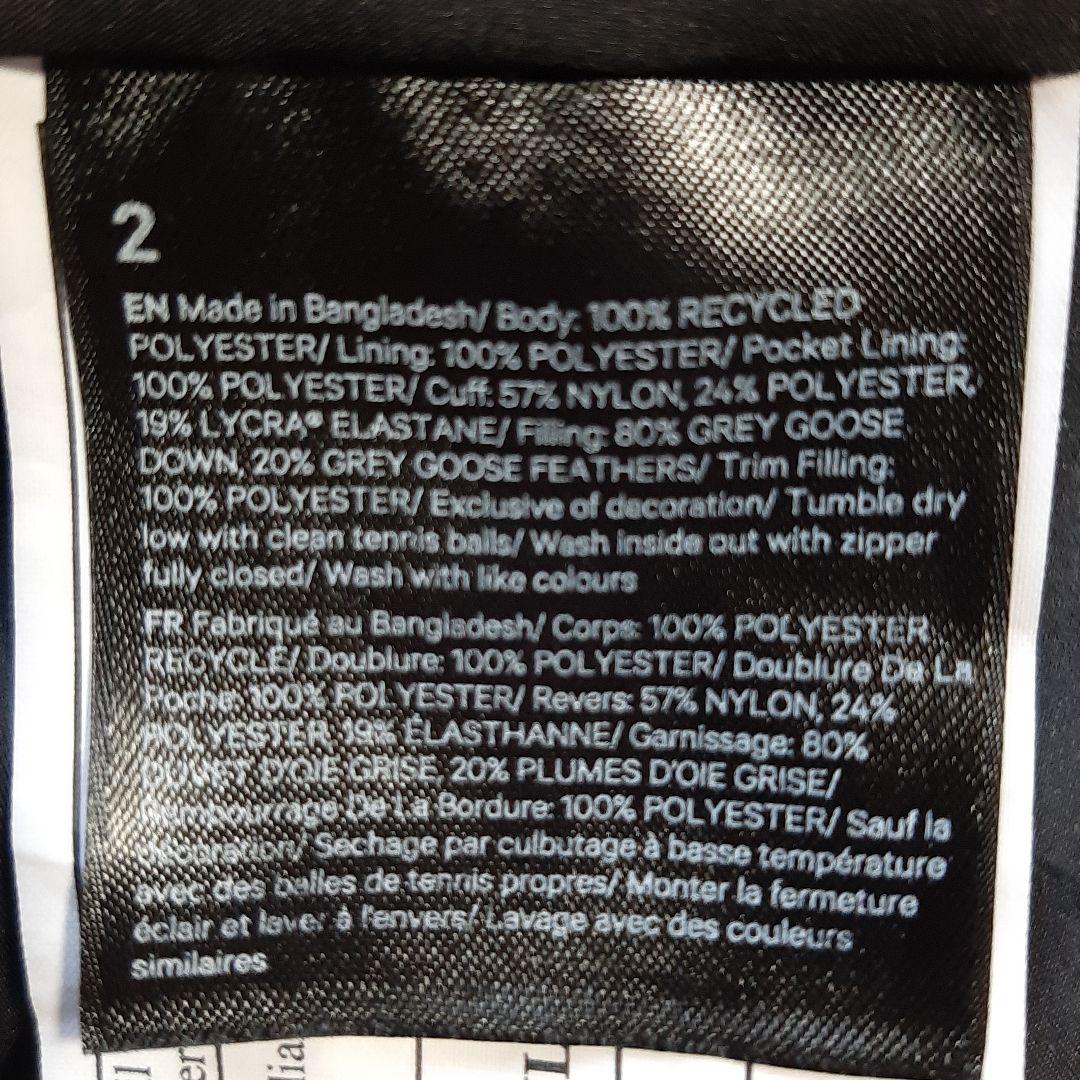 2
EN Made in Bangladesh/ Body: 100% RECYCLED
POLYESTER/ Lining: 100% POLYESTER/ Pocket Lining:
100% POLYESTER/ Cuff: 57% NYLON, 24% POLYESTER,
19% LYCRA® ELASTANE/ Filling: 80% GREY GOOSE
DOWN, 20% GREY GOOSE FEATHERS/ Trim Filling:
100% POLYESTER/ Exclusive of decoration/ Tumble dry
low with clean tennis balls/ Wash inside out with zipper
fully closed/ Wash with like colours
FR Fabriqué au Bangladesh/ Corps: 100% POLYESTER
RECYCLÉ/ Doublure: 100% POLYESTER/ Doublure De La
Poche: 100% POLYESTER/ Revers: 57% NYLON, 24%
POLYESTER, 19% ÉLASTHANNE/ Garnissage: 80%
DUVET D'OIE GRISE, 20% PLUMES D'OIE GRISE/
Rembourrage De La Bordure: 100% POLYESTER/ Sauf la
décoration/ Sechage par culbutage à basse température
avec des balles de tennis propres/ Monter la fermeture
éclair et laver à l'envers/ Lavage avec des couleurs
similaires